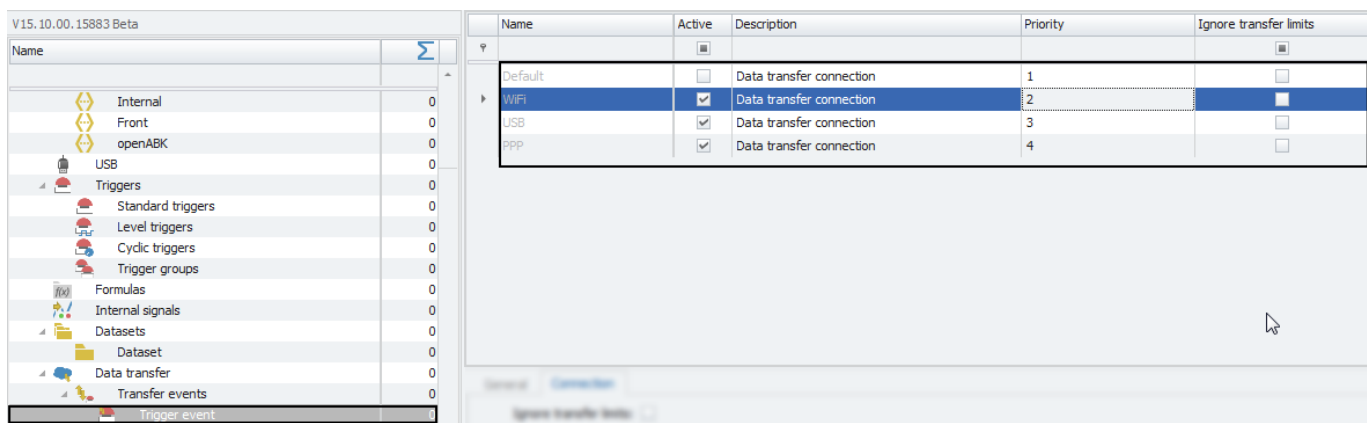 V15.10.00.15883 Beta
Name Σ
Internal 0
Front 0
openABK 0
USB 0
Triggers 0
Standard triggers 0
Level triggers 0
Cyclic triggers 0
Trigger groups 0
f(x) Formulas 0
Internal signals 0
Datasets 0
Dataset 0
Data transfer 0
Transfer events 0
Trigger event 0
Name Active Description Priority Ignore transfer limits
Default Data transfer connection 1
WiFi Data transfer connection 2
USB Data transfer connection 3
PPP Data transfer connection 4
General Connection
Ignore transfer limits